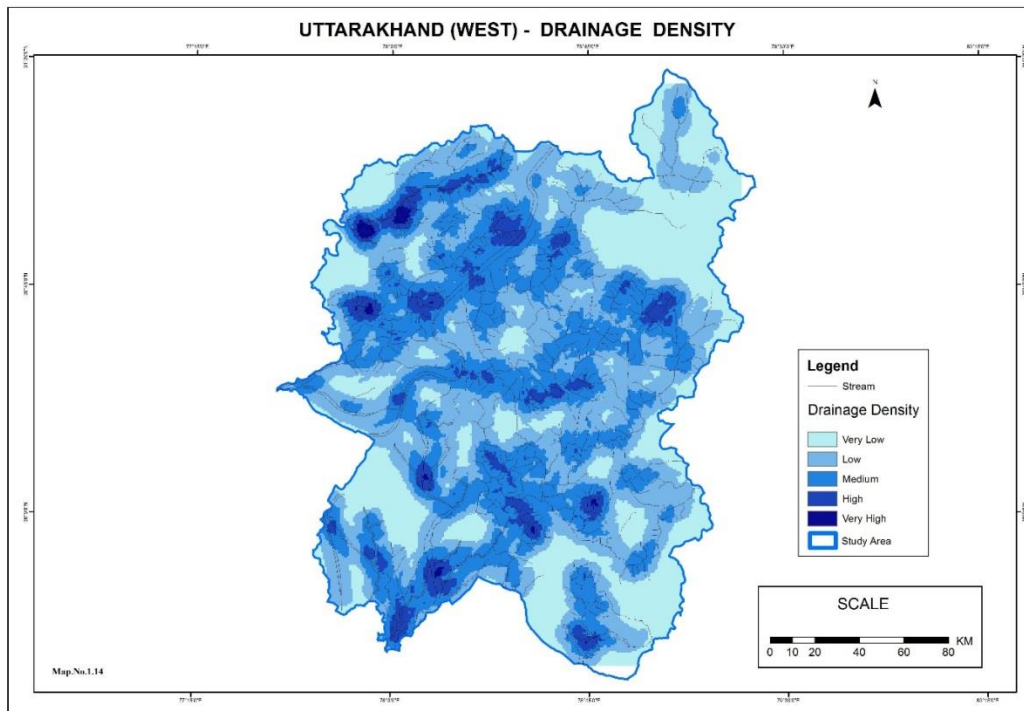 UTTARAKHAND (WEST) - DRAINAGE DENSITY
N
Legend
Stream
Drainage Density
Very Low
Low
Medium
High
Very High
Study Area
SCALE
0 10 20 40 60 80 KM
Map.No.1.14